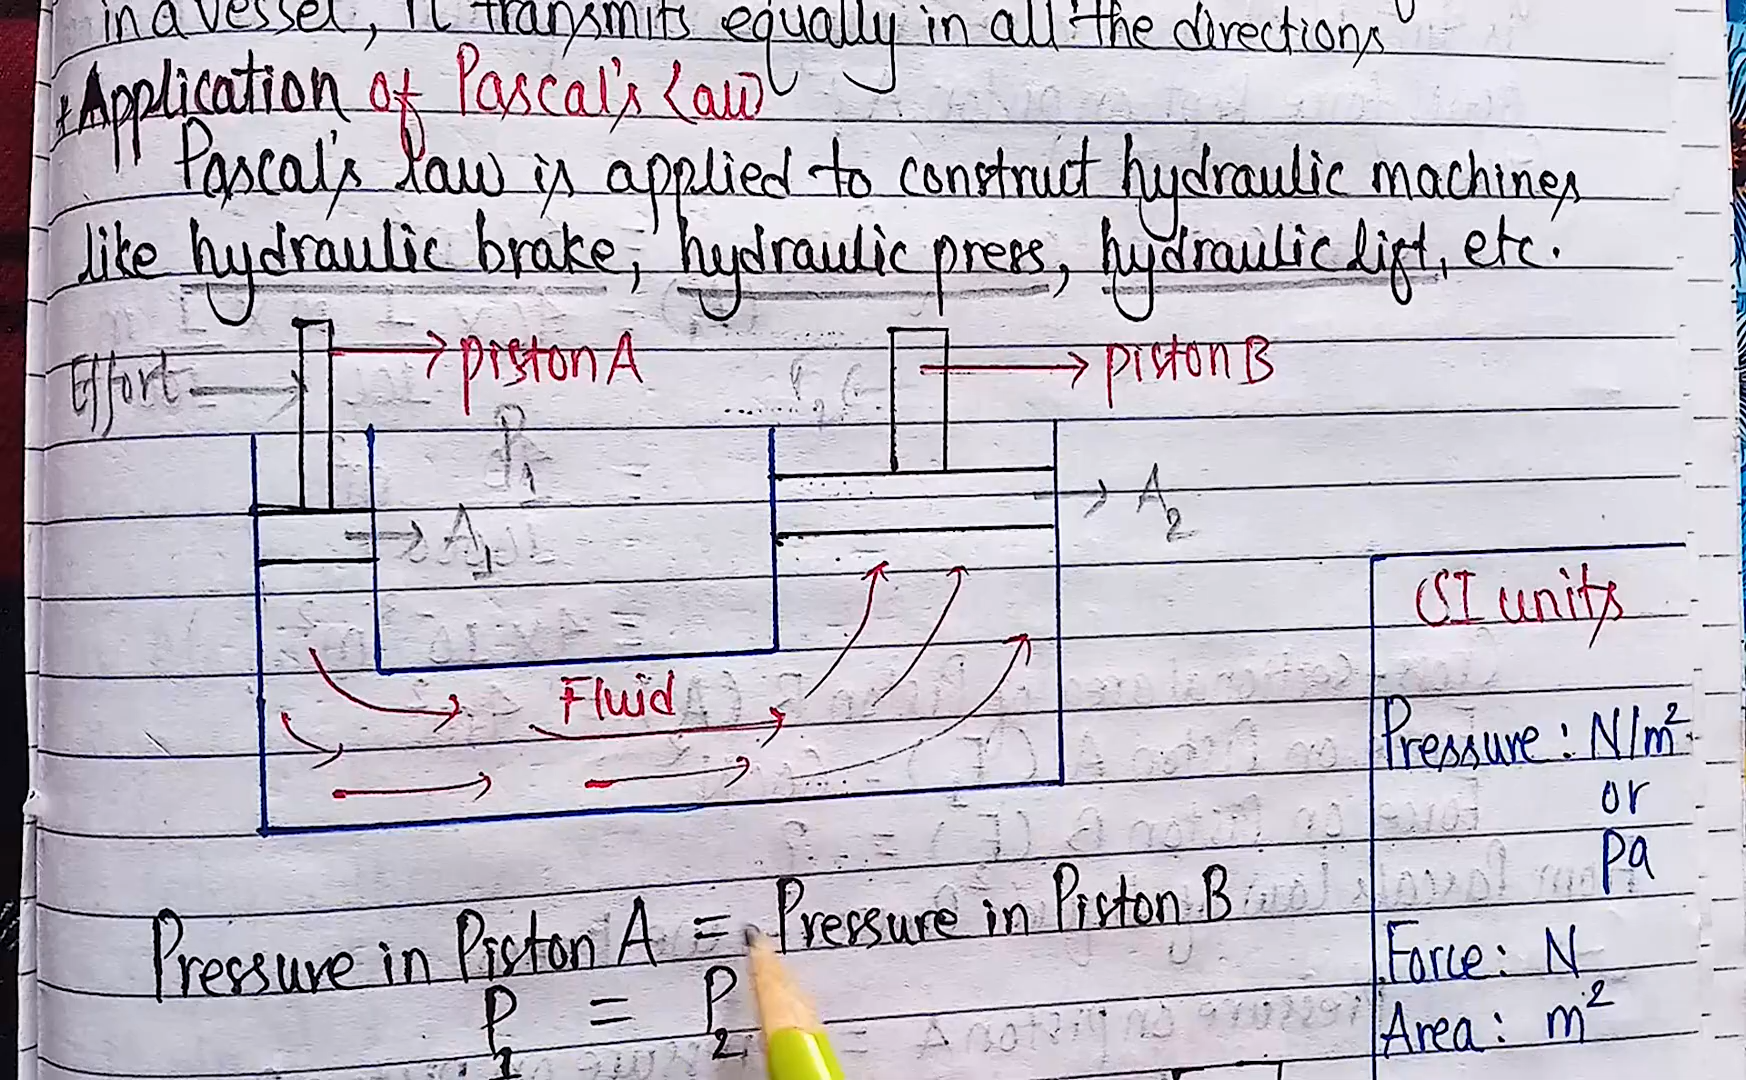 in a vessel, it transmits equally in all the directions
* Application of Pascal's Law
Pascal's law is applied to construct hydraulic machines
like hydraulic brake, hydraulic press, hydraulic lift, etc.
Effort
piston A
piston B
P1
A1
A2
Fluid
SI units
Pressure : N/m²
or
Pa
Force : N
Area : m²
Pressure in Piston A = Pressure in Piston B
P1 = P2